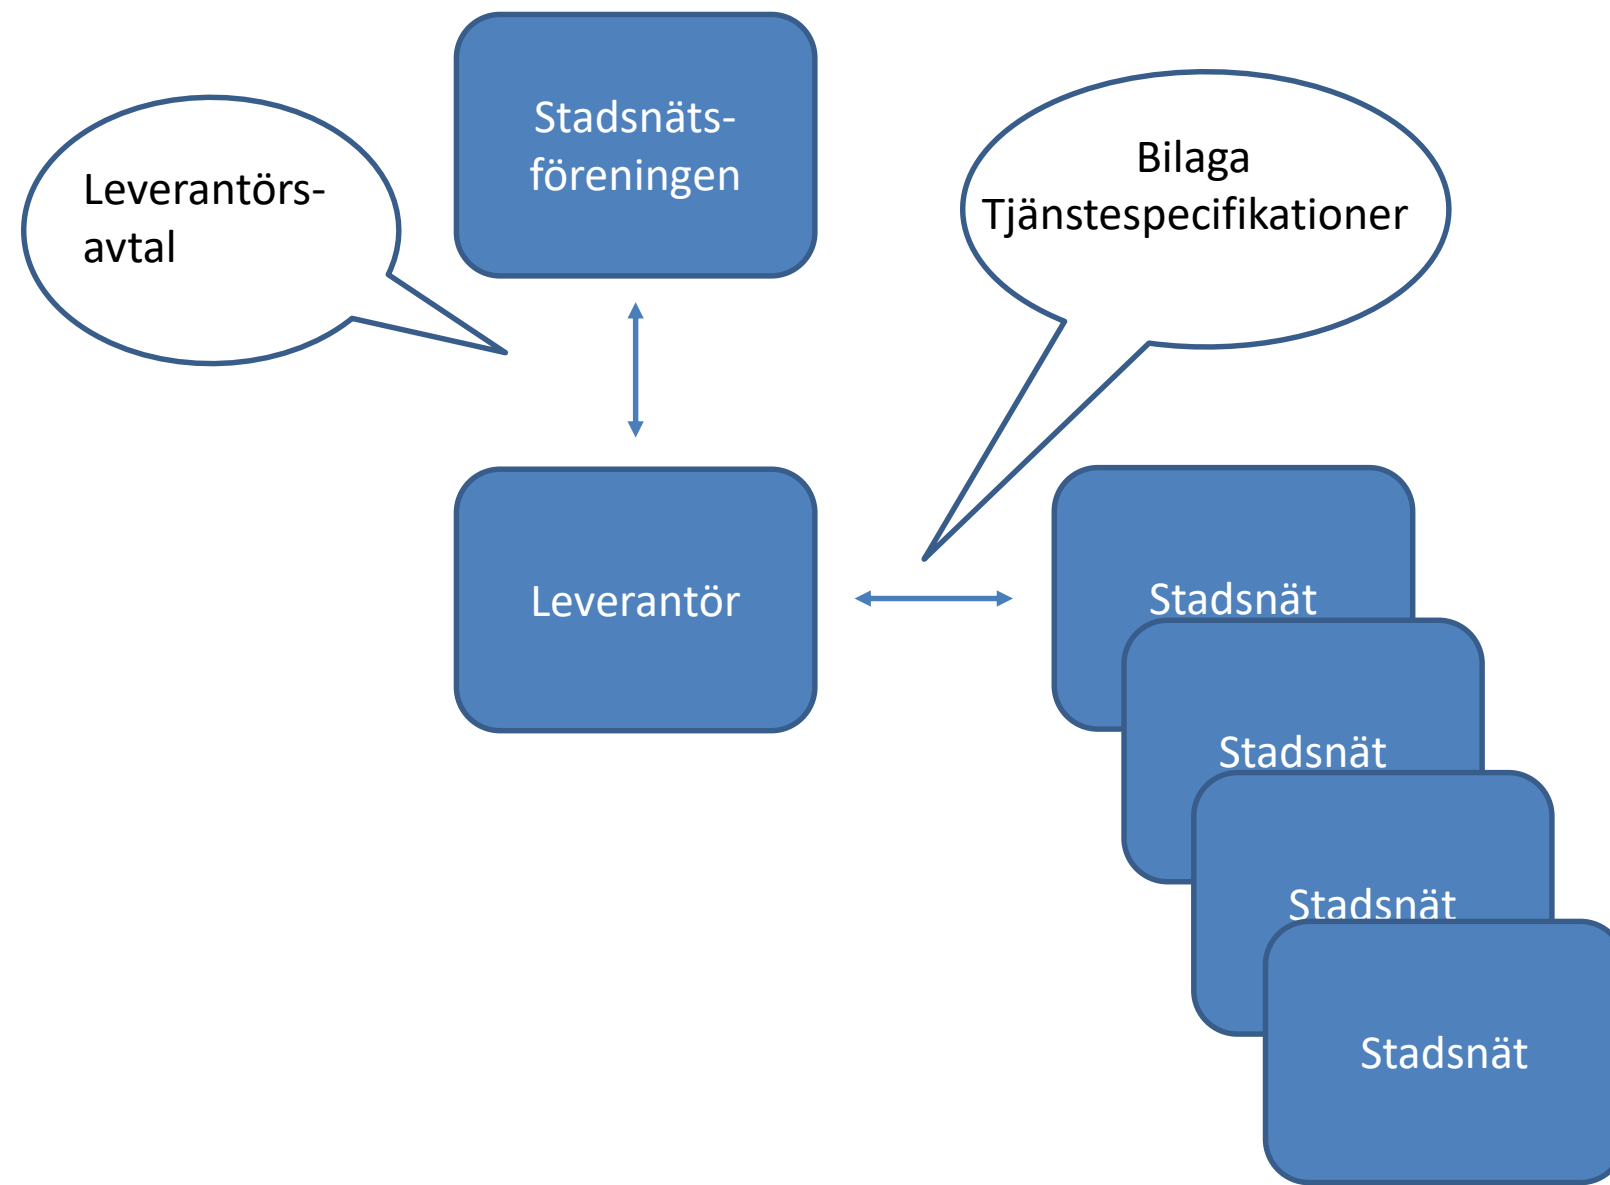 Stadsnäts-
föreningen
Leverantörs-
avtal
Bilaga
Tjänstespecifikationer
Leverantör
Stadsnät
Stadsnät
Stadsnät
Stadsnät